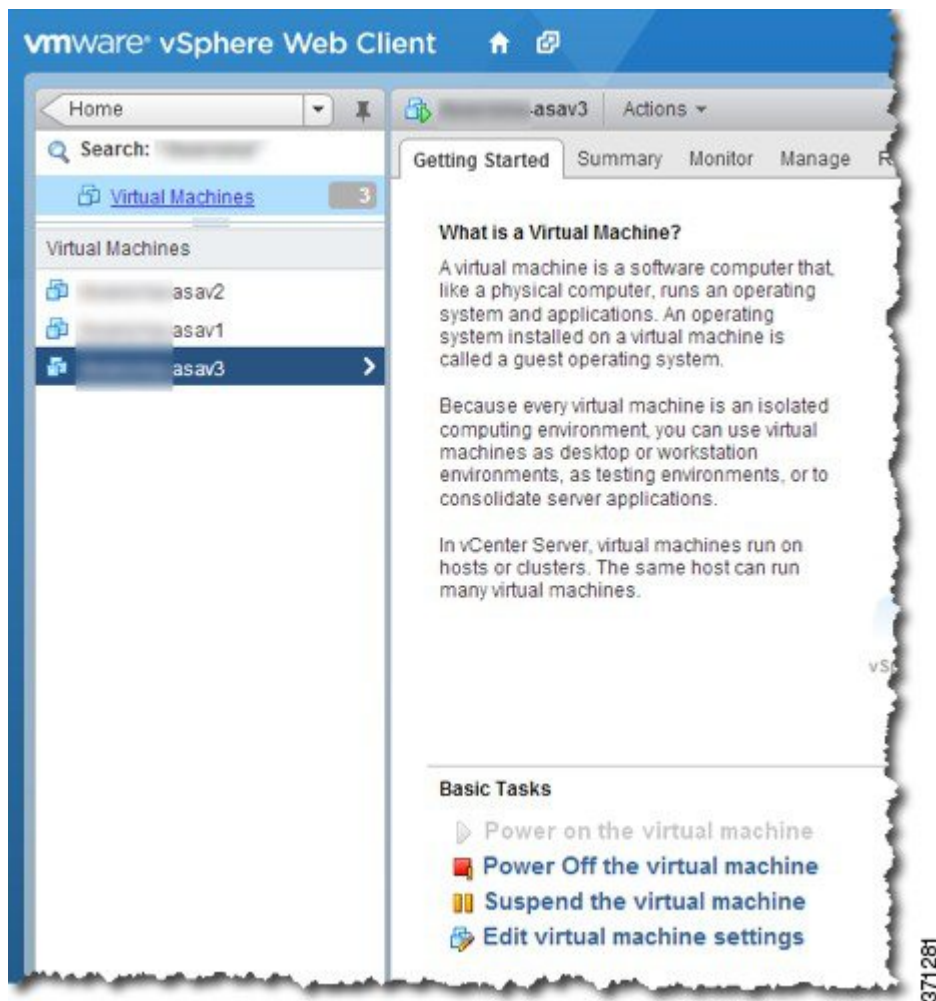 vmware® vSphere Web Client
Home
Search:
Virtual Machines 3
Virtual Machines
asav2
asav1
asav3
asav3 Actions
Getting Started Summary Monitor Manage R
What is a Virtual Machine?
A virtual machine is a software computer that,
like a physical computer, runs an operating
system and applications. An operating
system installed on a virtual machine is
called a guest operating system.
Because every virtual machine is an isolated
computing environment, you can use virtual
machines as desktop or workstation
environments, as testing environments, or to
consolidate server applications.
In vCenter Server, virtual machines run on
hosts or clusters. The same host can run
many virtual machines.
vSp
Basic Tasks
Power on the virtual machine
Power Off the virtual machine
Suspend the virtual machine
Edit virtual machine settings
371281